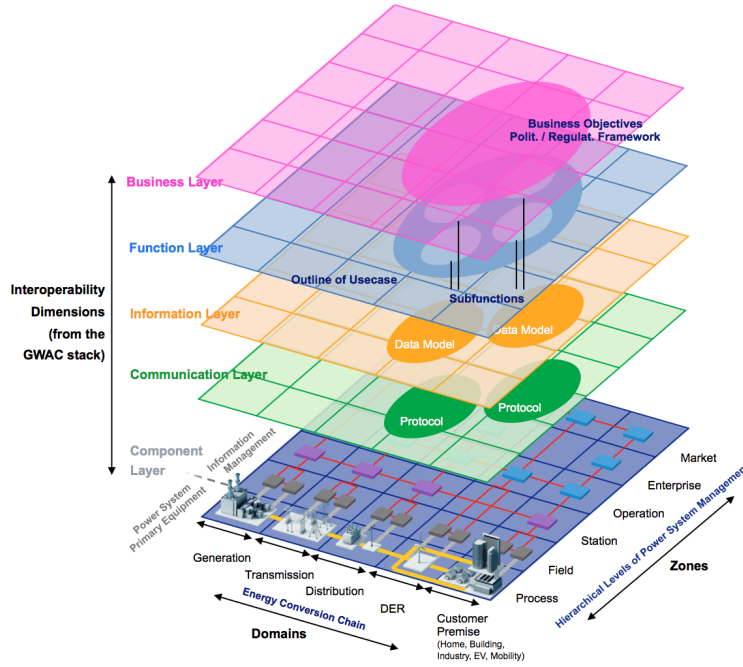 Business Objectives
Polit. / Regulat. Framework
Business Layer
Function Layer
Outline of Usecase
Subfunctions
Interoperability
Dimensions
(from the
GWAC stack)
Information Layer
Data Model
Data Model
Communication Layer
Protocol
Protocol
Component
Layer
Information
Management
Power System
Primary Equipment
Market
Enterprise
Operation
Station
Field
Process
Hierarchical Levels of Power System Management
Zones
Generation
Transmission
Distribution
DER
Customer
Premise
(Home, Building,
Industry, EV, Mobility)
Energy Conversion Chain
Domains